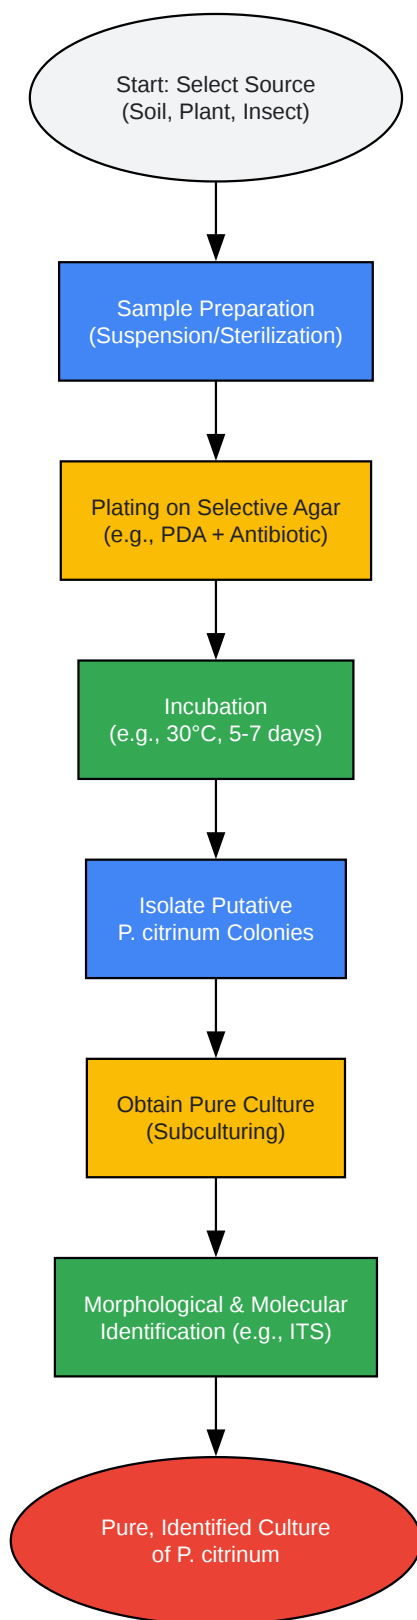 Start: Select Source
(Soil, Plant, Insect)
Sample Preparation
(Suspension/Sterilization)
Plating on Selective Agar
(e.g., PDA + Antibiotic)
Incubation
(e.g., 30°C, 5-7 days)
Isolate Putative
P. citrinum Colonies
Obtain Pure Culture
(Subculturing)
Morphological & Molecular
Identification (e.g., ITS)
Pure, Identified Culture
of P. citrinum